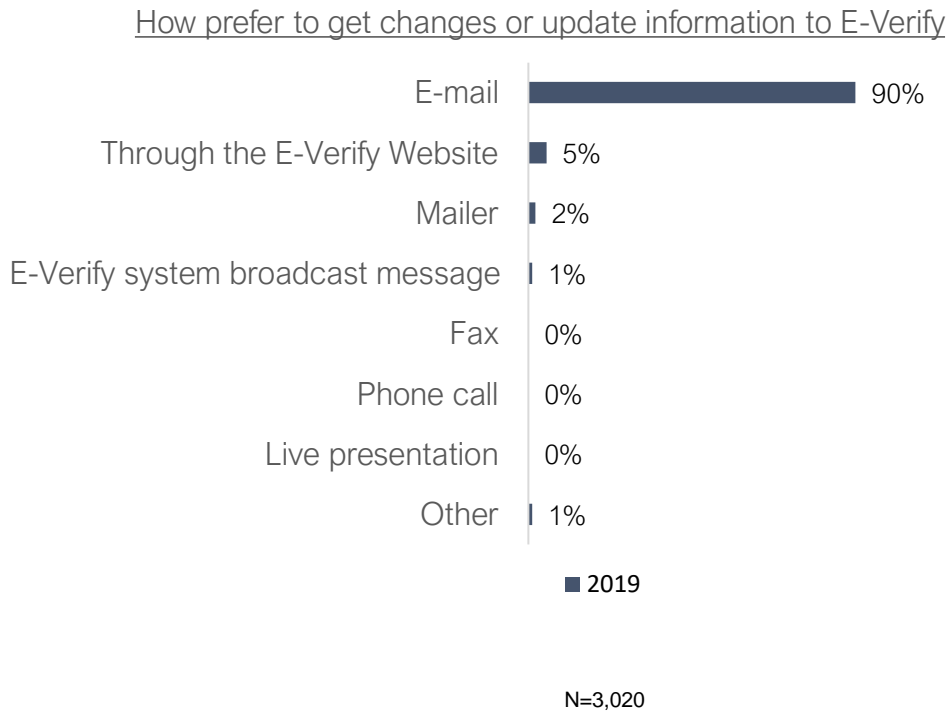 How prefer to get changes or update information to E-Verify
E-mail 90%
Through the E-Verify Website 5%
Mailer 2%
E-Verify system broadcast message 1%
Fax 0%
Phone call 0%
Live presentation 0%
Other 1%
2019
N=3,020